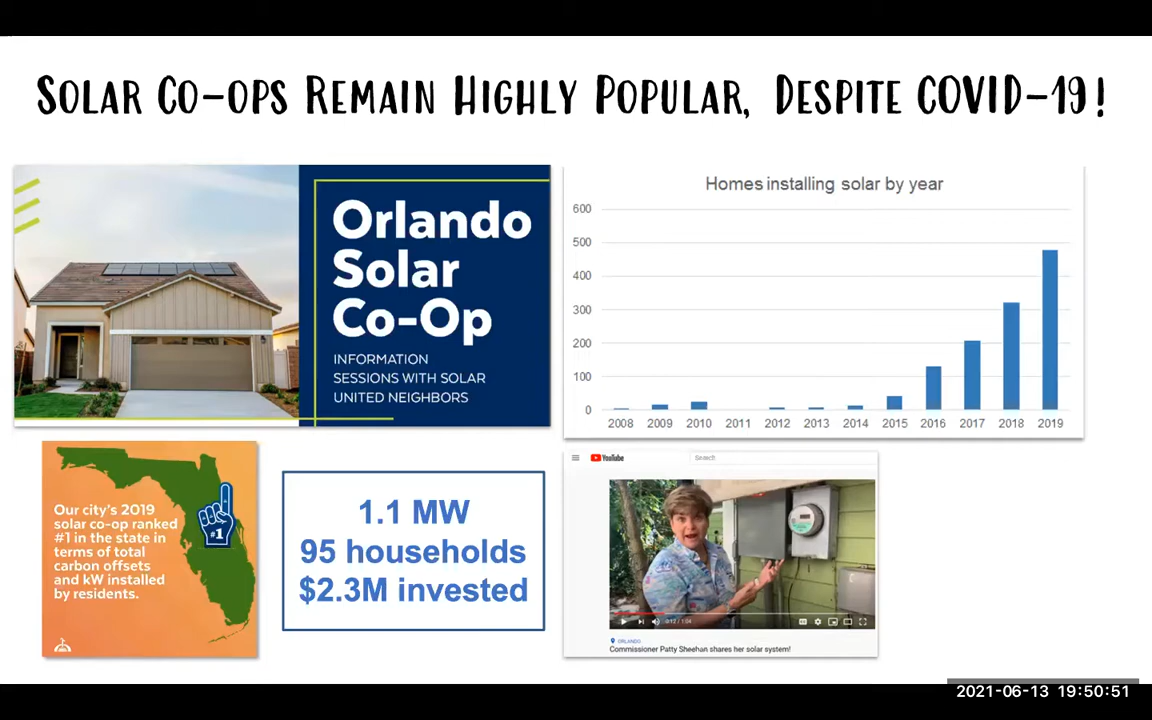 SOLAR CO-OPS REMAIN HIGHLY POPULAR, DESPITE COVID-19!
Orlando
Solar
Co-Op
INFORMATION
SESSIONS WITH SOLAR
UNITED NEIGHBORS
Homes installing solar by year
600
500
400
300
200
100
0
2008 2009 2010 2011 2012 2013 2014 2015 2016 2017 2018 2019
Our city's 2019
solar co-op ranked
#1 in the state in
terms of total
carbon offsets
and kW installed
by residents.
#1
1.1 MW
95 households
$2.3M invested
YouTube
Search
0:12 / 1:04
ORLANDO
Commissioner Patty Sheehan shares her solar system!
2021-06-13 19:50:51